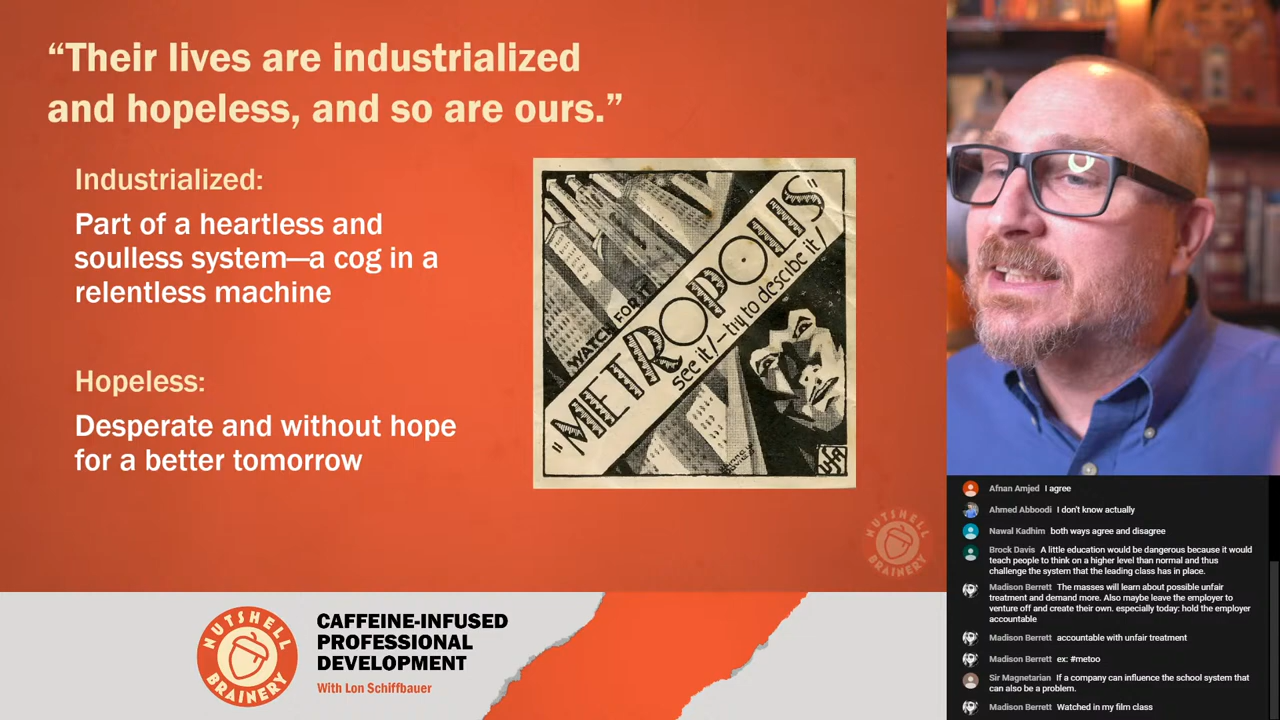 “Their lives are industrialized
and hopeless, and so are ours.”
Industrialized:
Part of a heartless and
soulless system—a cog in a
relentless machine
Hopeless:
Desperate and without hope
for a better tomorrow
WATCH FOR IT
"METROPOLIS"
see it/—try to descibe it
USA
NUTSHELL
BRAINERY
NUTSHELL
BRAINERY
CAFFEINE-INFUSED
PROFESSIONAL
DEVELOPMENT
With Lon Schiffbauer
Afnan Amjed I agree
Ahmed Abboodi I don't know actually
Nawal Kadhim both ways agree and disagree
Brock Davis A little education would be dangerous because it would
teach people to think on a higher level than normal and thus
challenge the system that the leading class has in place.
Madison Berrett The masses will learn about possible unfair
treatment and demand more. Also maybe leave the employer to
venture off and create their own. especially today: hold the employer
accountable
Madison Berrett accountable with unfair treatment
Madison Berrett ex: #metoo
Sir Magnetarian If a company can influence the school system that
can also be a problem.
Madison Berrett Watched in my film class